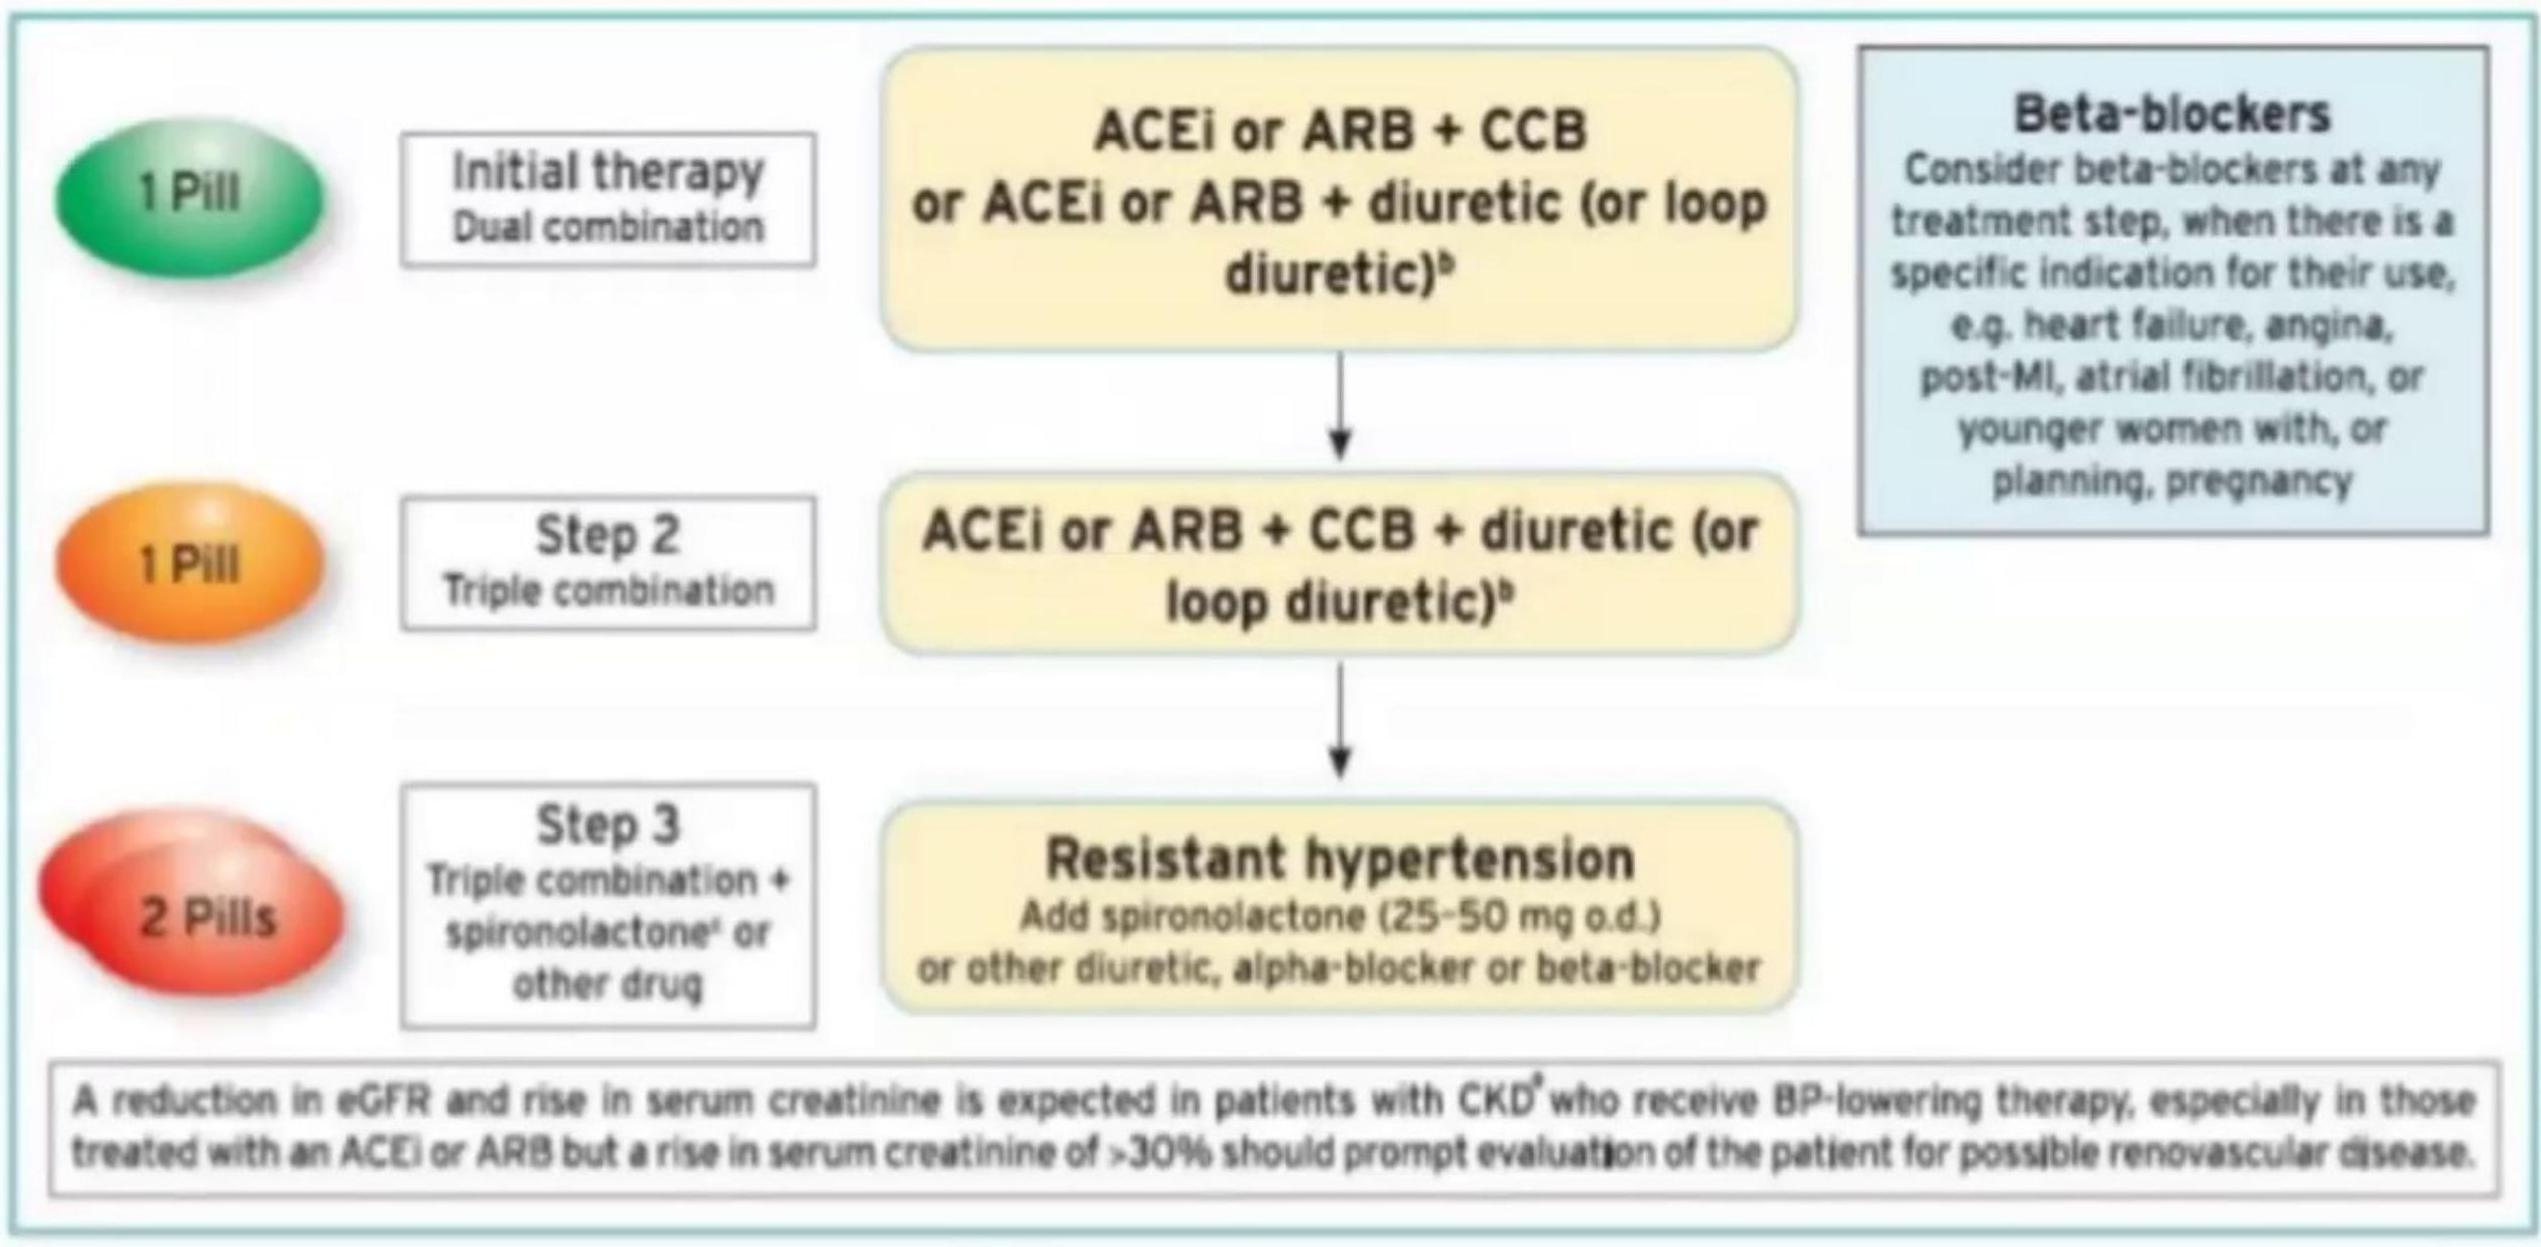 1 Pill
Initial therapy
Dual combination
ACEi or ARB + CCB
or ACEi or ARB + diuretic (or loop
diuretic)ᵇ
Beta-blockers
Consider beta-blockers at any
treatment step, when there is a
specific indication for their use,
e.g. heart failure, angina,
post-MI, atrial fibrillation, or
younger women with, or
planning, pregnancy
1 Pill
Step 2
Triple combination
ACEi or ARB + CCB + diuretic (or
loop diuretic)ᵇ
2 Pills
Step 3
Triple combination +
spironolactoneᶜ or
other drug
Resistant hypertension
Add spironolactone (25-50 mg o.d.)
or other diuretic, alpha-blocker or beta-blocker
A reduction in eGFR and rise in serum creatinine is expected in patients with CKDᵃ who receive BP-lowering therapy, especially in those
treated with an ACEi or ARB but a rise in serum creatinine of >30% should prompt evaluation of the patient for possible renovascular disease.